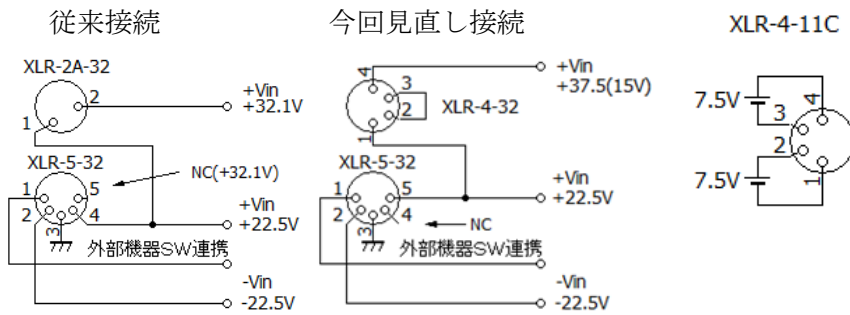 従来接続
XLR-2A-32
2
1
+Vin
+32.1V
XLR-5-32
1
5
2
4
3
NC(+32.1V)
+Vin
+22.5V
外部機器SW連携
-Vin
-22.5V
今回見直し接続
4
3
2
1
XLR-4-32
+Vin
+37.5(15V)
XLR-5-32
1
5
2
4
3
NC
+Vin
+22.5V
外部機器SW連携
-Vin
-22.5V
XLR-4-11C
7.5V
3
4
2
7.5V
1